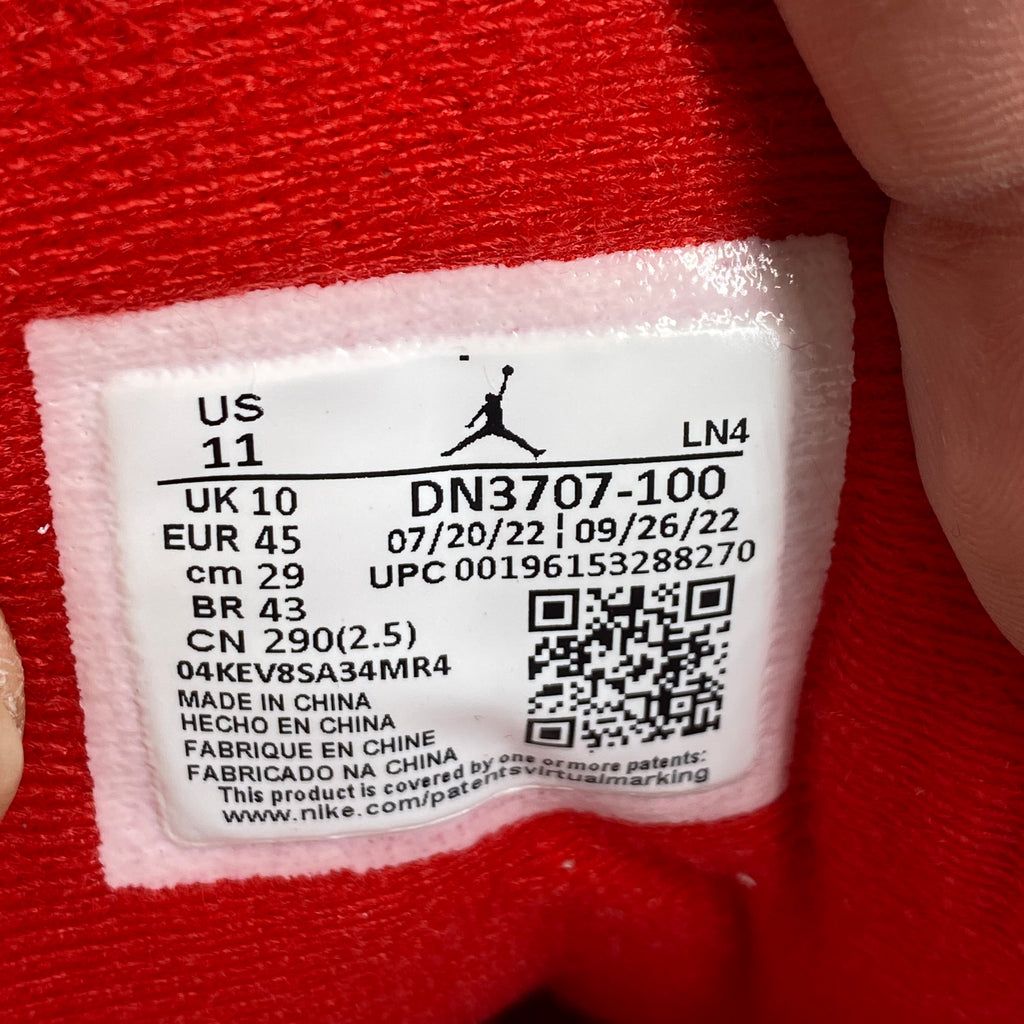 US
11
LN4
UK 10
EUR 45
cm 29
BR 43
CN 290(2.5)
DN3707-100
07/20/22 ¦ 09/26/22
UPC 00196153288270
04KEV8SA34MR4
MADE IN CHINA
HECHO EN CHINA
FABRIQUE EN CHINE
FABRICADO NA CHINA
This product is covered by one or more patents:
www.nike.com/patentsvirtualmarking